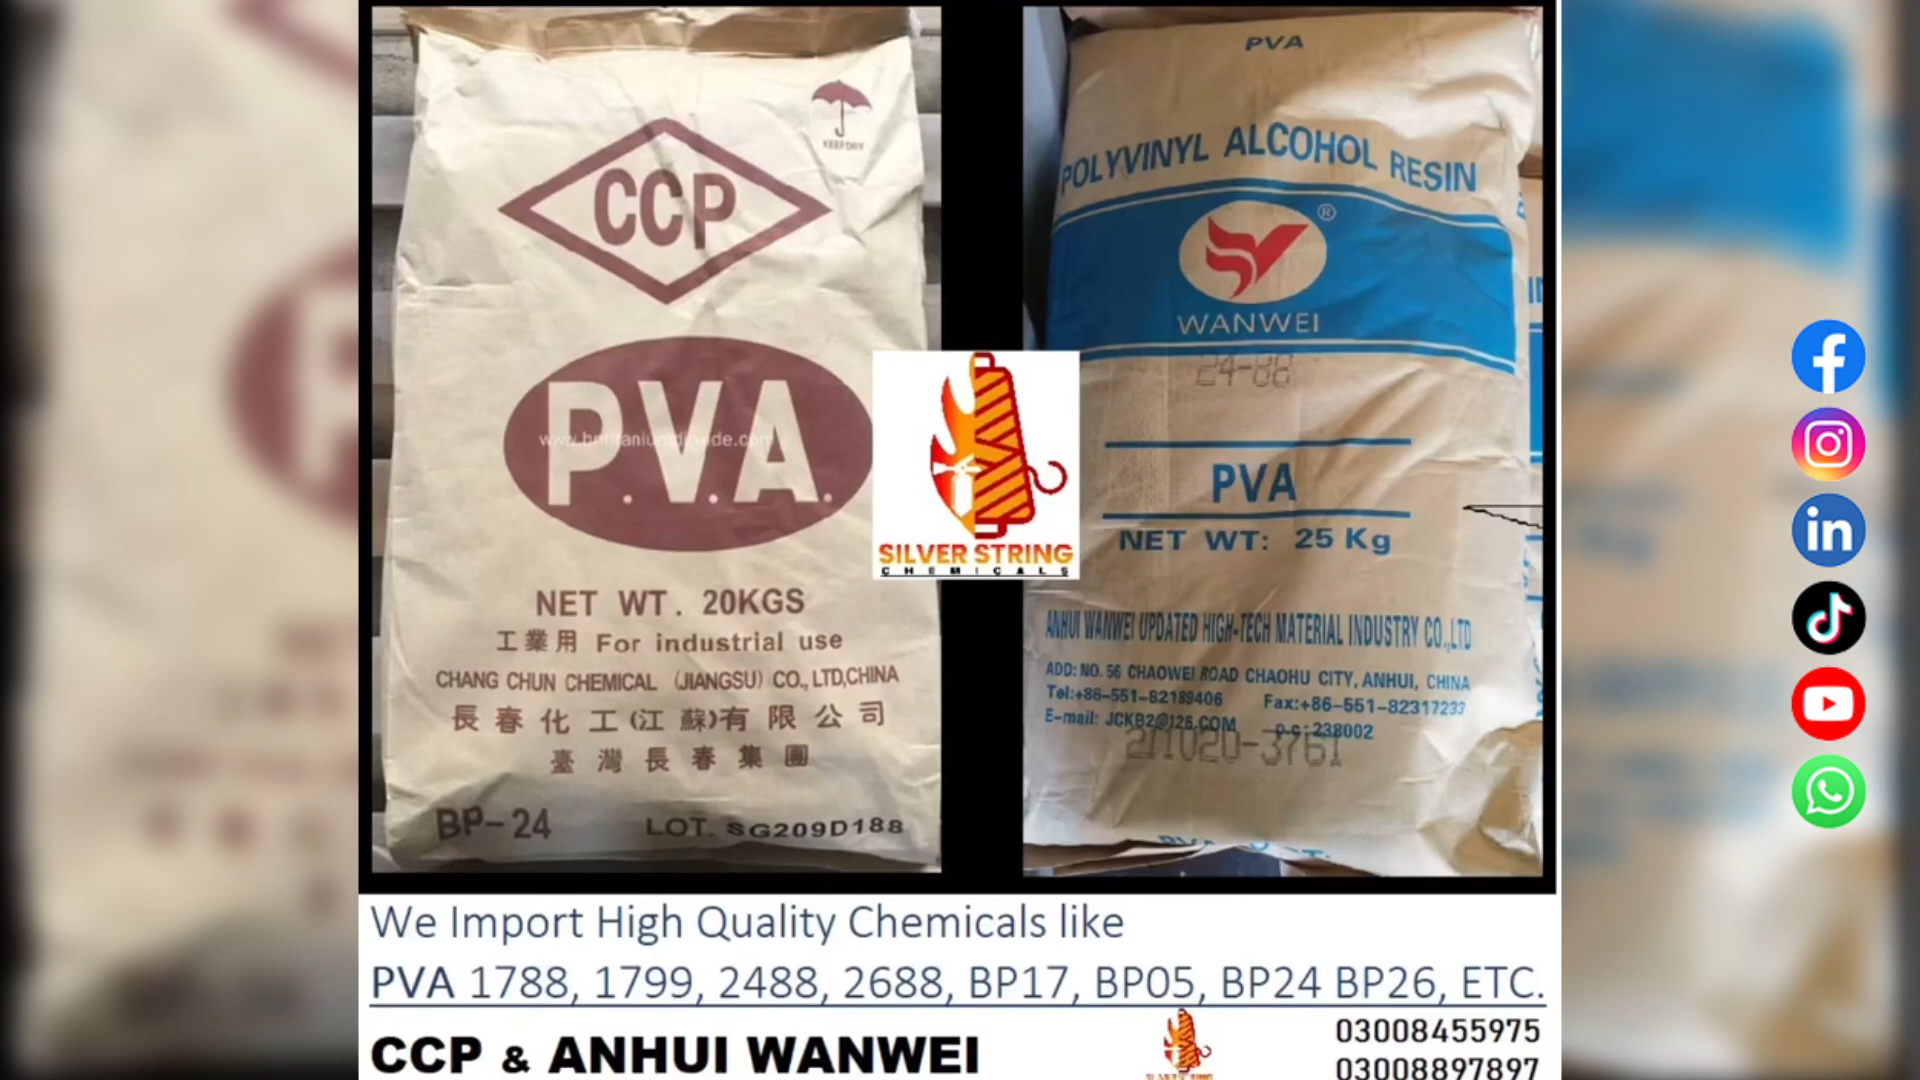 CCP
KEEP DRY
P.V.A.
NET WT. 20KGS
工業用 For industrial use
CHANG CHUN CHEMICAL (JIANGSU) CO., LTD,CHINA
長春化工(江蘇)有限公司
臺灣長春集團
BP-24 LOT. SG209D188
PVA
POLYVINYL ALCOHOL RESIN
®
WANWEI
24-88
PVA
NET WT: 25 Kg
ANHUI WANWEI UPDATED HIGH-TECH MATERIAL INDUSTRY CO.,LTD
ADD: NO. 56 CHAOWEI ROAD CHAOHU CITY, ANHUI, CHINA
Tel:+86-551-82189406 Fax:+86-551-82317233
E-mail: JCKB2@126.COM p.c:238002
211020-3761
SILVER STRING
CHEMICALS
We Import High Quality Chemicals like
PVA 1788, 1799, 2488, 2688, BP17, BP05, BP24 BP26, ETC.
CCP & ANHUI WANWEI
03008455975
03008897897
SILVER STRING